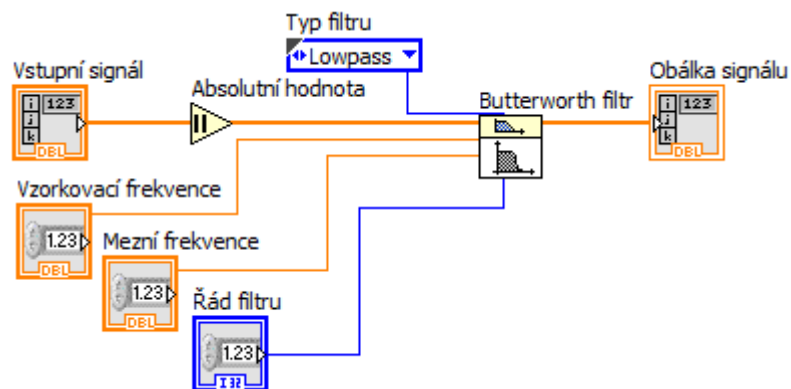 Typ filtru
Lowpass
Vstupní signál
Absolutní hodnota
Butterworth filtr
Obálka signálu
i
j
k
123
DBL
i
j
k
123
DBL
Vzorkovací frekvence
1.23
DBL
Mezní frekvence
1.23
DBL
Řád filtru
1.23
I32